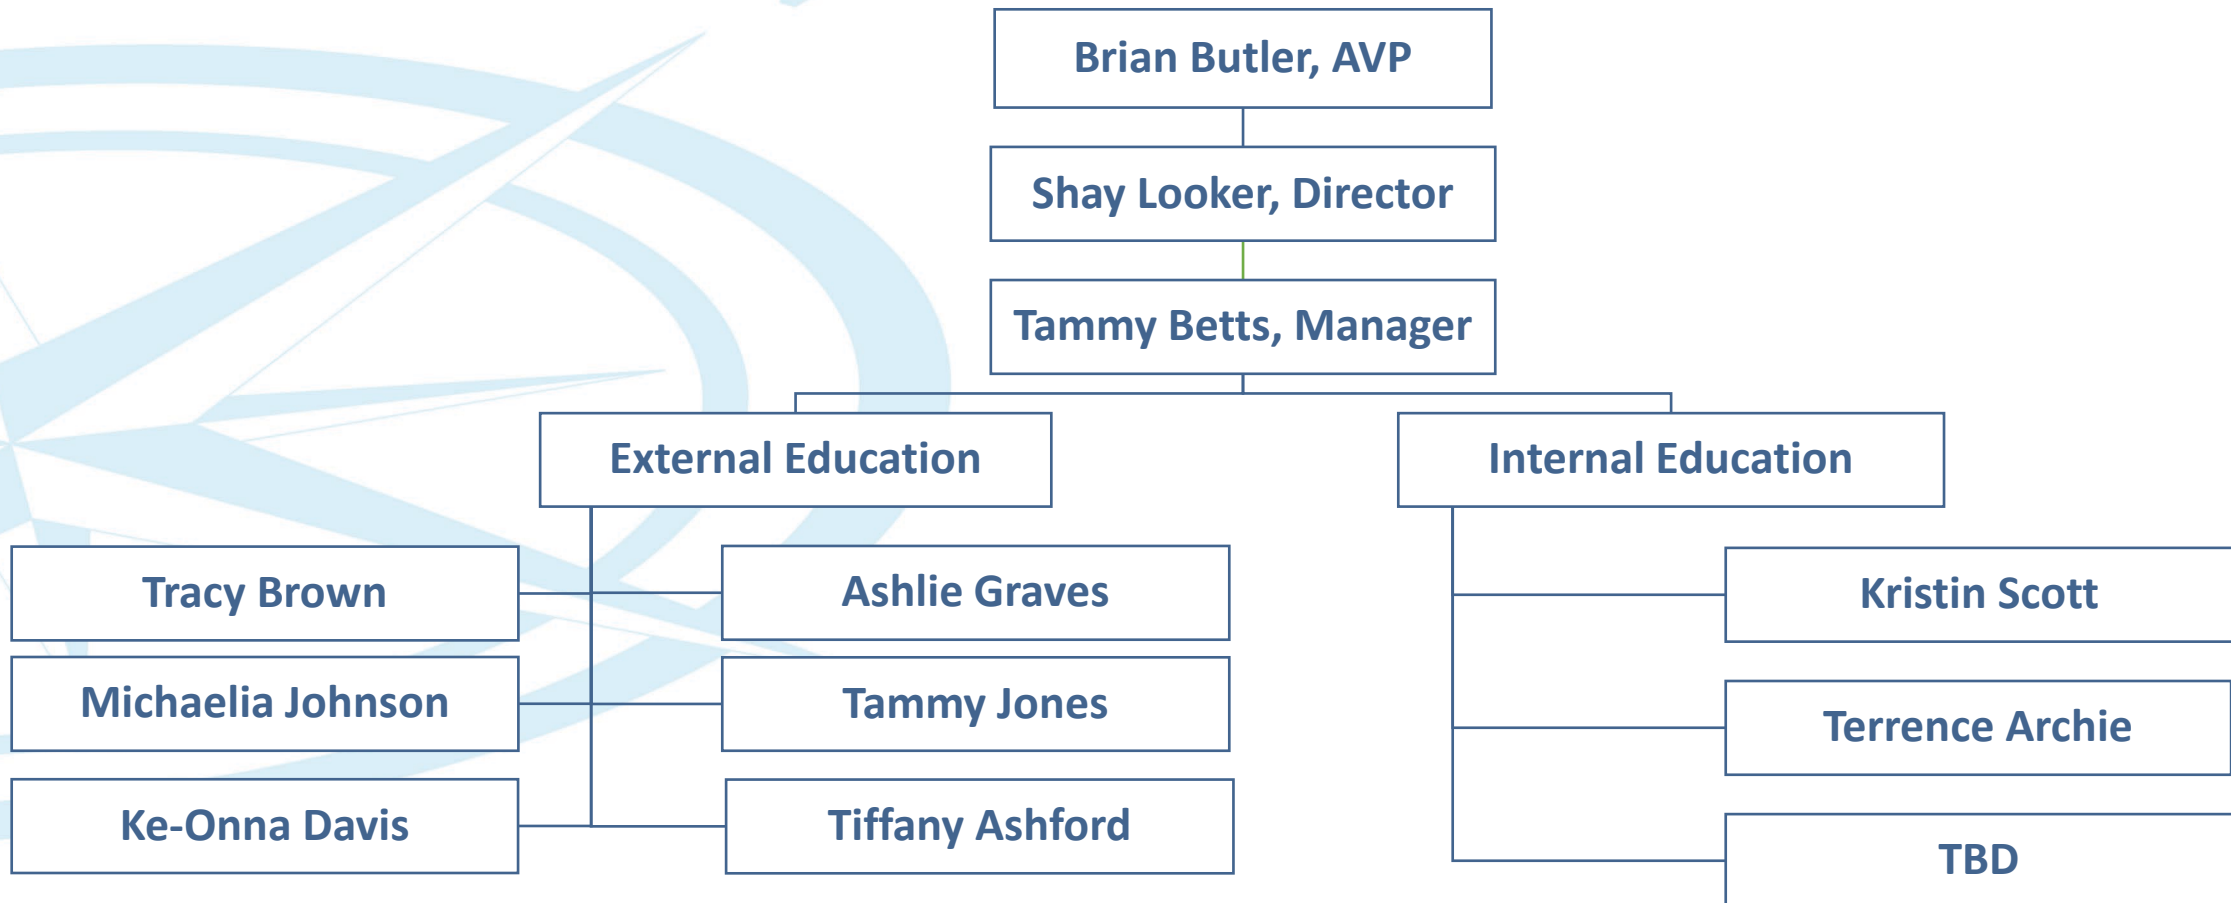 Brian Butler, AVP
Shay Looker, Director
Tammy Betts, Manager
External Education
Internal Education
Tracy Brown
Ashlie Graves
Kristin Scott
Michaelia Johnson
Tammy Jones
Terrence Archie
Ke-Onna Davis
Tiffany Ashford
TBD